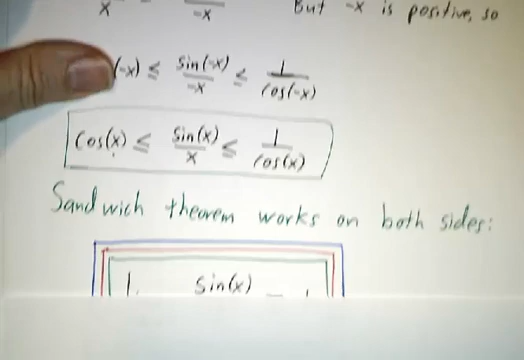 x -x But -x is positive, so
(-x) ≤ sin(-x)/-x ≤ 1/cos(-x)
cos(x) ≤ sin(x)/x ≤ 1/cos(x)
Sandwich theorem works on both sides:
sin(x)